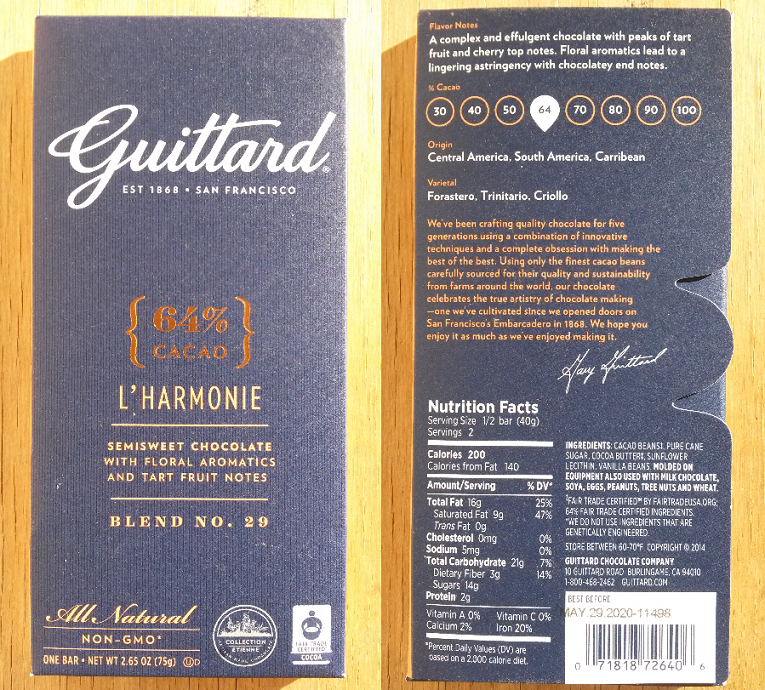 Guittard®
EST 1868 • SAN FRANCISCO
{64%}
CACAO
L'HARMONIE
SEMISWEET CHOCOLATE
WITH FLORAL AROMATICS
AND TART FRUIT NOTES
BLEND NO. 29
All Natural
NON-GMO*
ONE BAR • NET WT 2.65 OZ (75g) ⓊD
COLLECTION
ETIENNE
FAIR TRADE
CERTIFIED
COCOA
Flavor Notes
A complex and effulgent chocolate with peaks of tart
fruit and cherry top notes. Floral aromatics lead to a
lingering astringency with chocolatey end notes.
% Cacao
30 40 50 64 70 80 90 100
Origin
Central America, South America, Carribean
Varietal
Forastero, Trinitario, Criollo
We've been crafting quality chocolate for five
generations using a combination of innovative
techniques and a complete obsession with making the
best of the best. Using only the finest cacao beans
carefully sourced for their quality and sustainability
from farms around the world, our chocolate
celebrates the true artistry of chocolate making
—one we've cultivated since we opened doors on
San Francisco's Embarcadero in 1868. We hope you
enjoy it as much as we've enjoyed making it.
Gary Guittard
Nutrition Facts
Serving Size 1/2 bar (40g)
Servings 2
Calories 200
Calories from Fat 140
Amount/Serving % DV*
Total Fat 16g 25%
Saturated Fat 9g 47%
Trans Fat 0g
Cholesterol 0mg 0%
Sodium 5mg 0%
Total Carbohydrate 21g 7%
Dietary Fiber 3g 14%
Sugars 14g
Protein 2g
Vitamin A 0% Vitamin C 0%
Calcium 2% Iron 20%
*Percent Daily Values (DV) are
based on a 2,000 calorie diet.
INGREDIENTS: CACAO BEANS‡, PURE CANE
SUGAR, COCOA BUTTER‡, SUNFLOWER
LECITHIN, VANILLA BEANS. MOLDED ON
EQUIPMENT ALSO USED WITH MILK CHOCOLATE,
SOYA, EGGS, PEANUTS, TREE NUTS AND WHEAT.
‡FAIR TRADE CERTIFIED™ BY FAIRTRADEUSA.ORG;
64% FAIR TRADE CERTIFIED INGREDIENTS.
*WE DO NOT USE INGREDIENTS THAT ARE
GENETICALLY ENGINEERED
STORE BETWEEN 60-70°F. COPYRIGHT © 2014
GUITTARD CHOCOLATE COMPANY
10 GUITTARD ROAD BURLINGAME, CA 94010
1-800-468-2462 GUITTARD.COM
BEST BEFORE
MAY 29 2020-11498
0 71818 72640 6